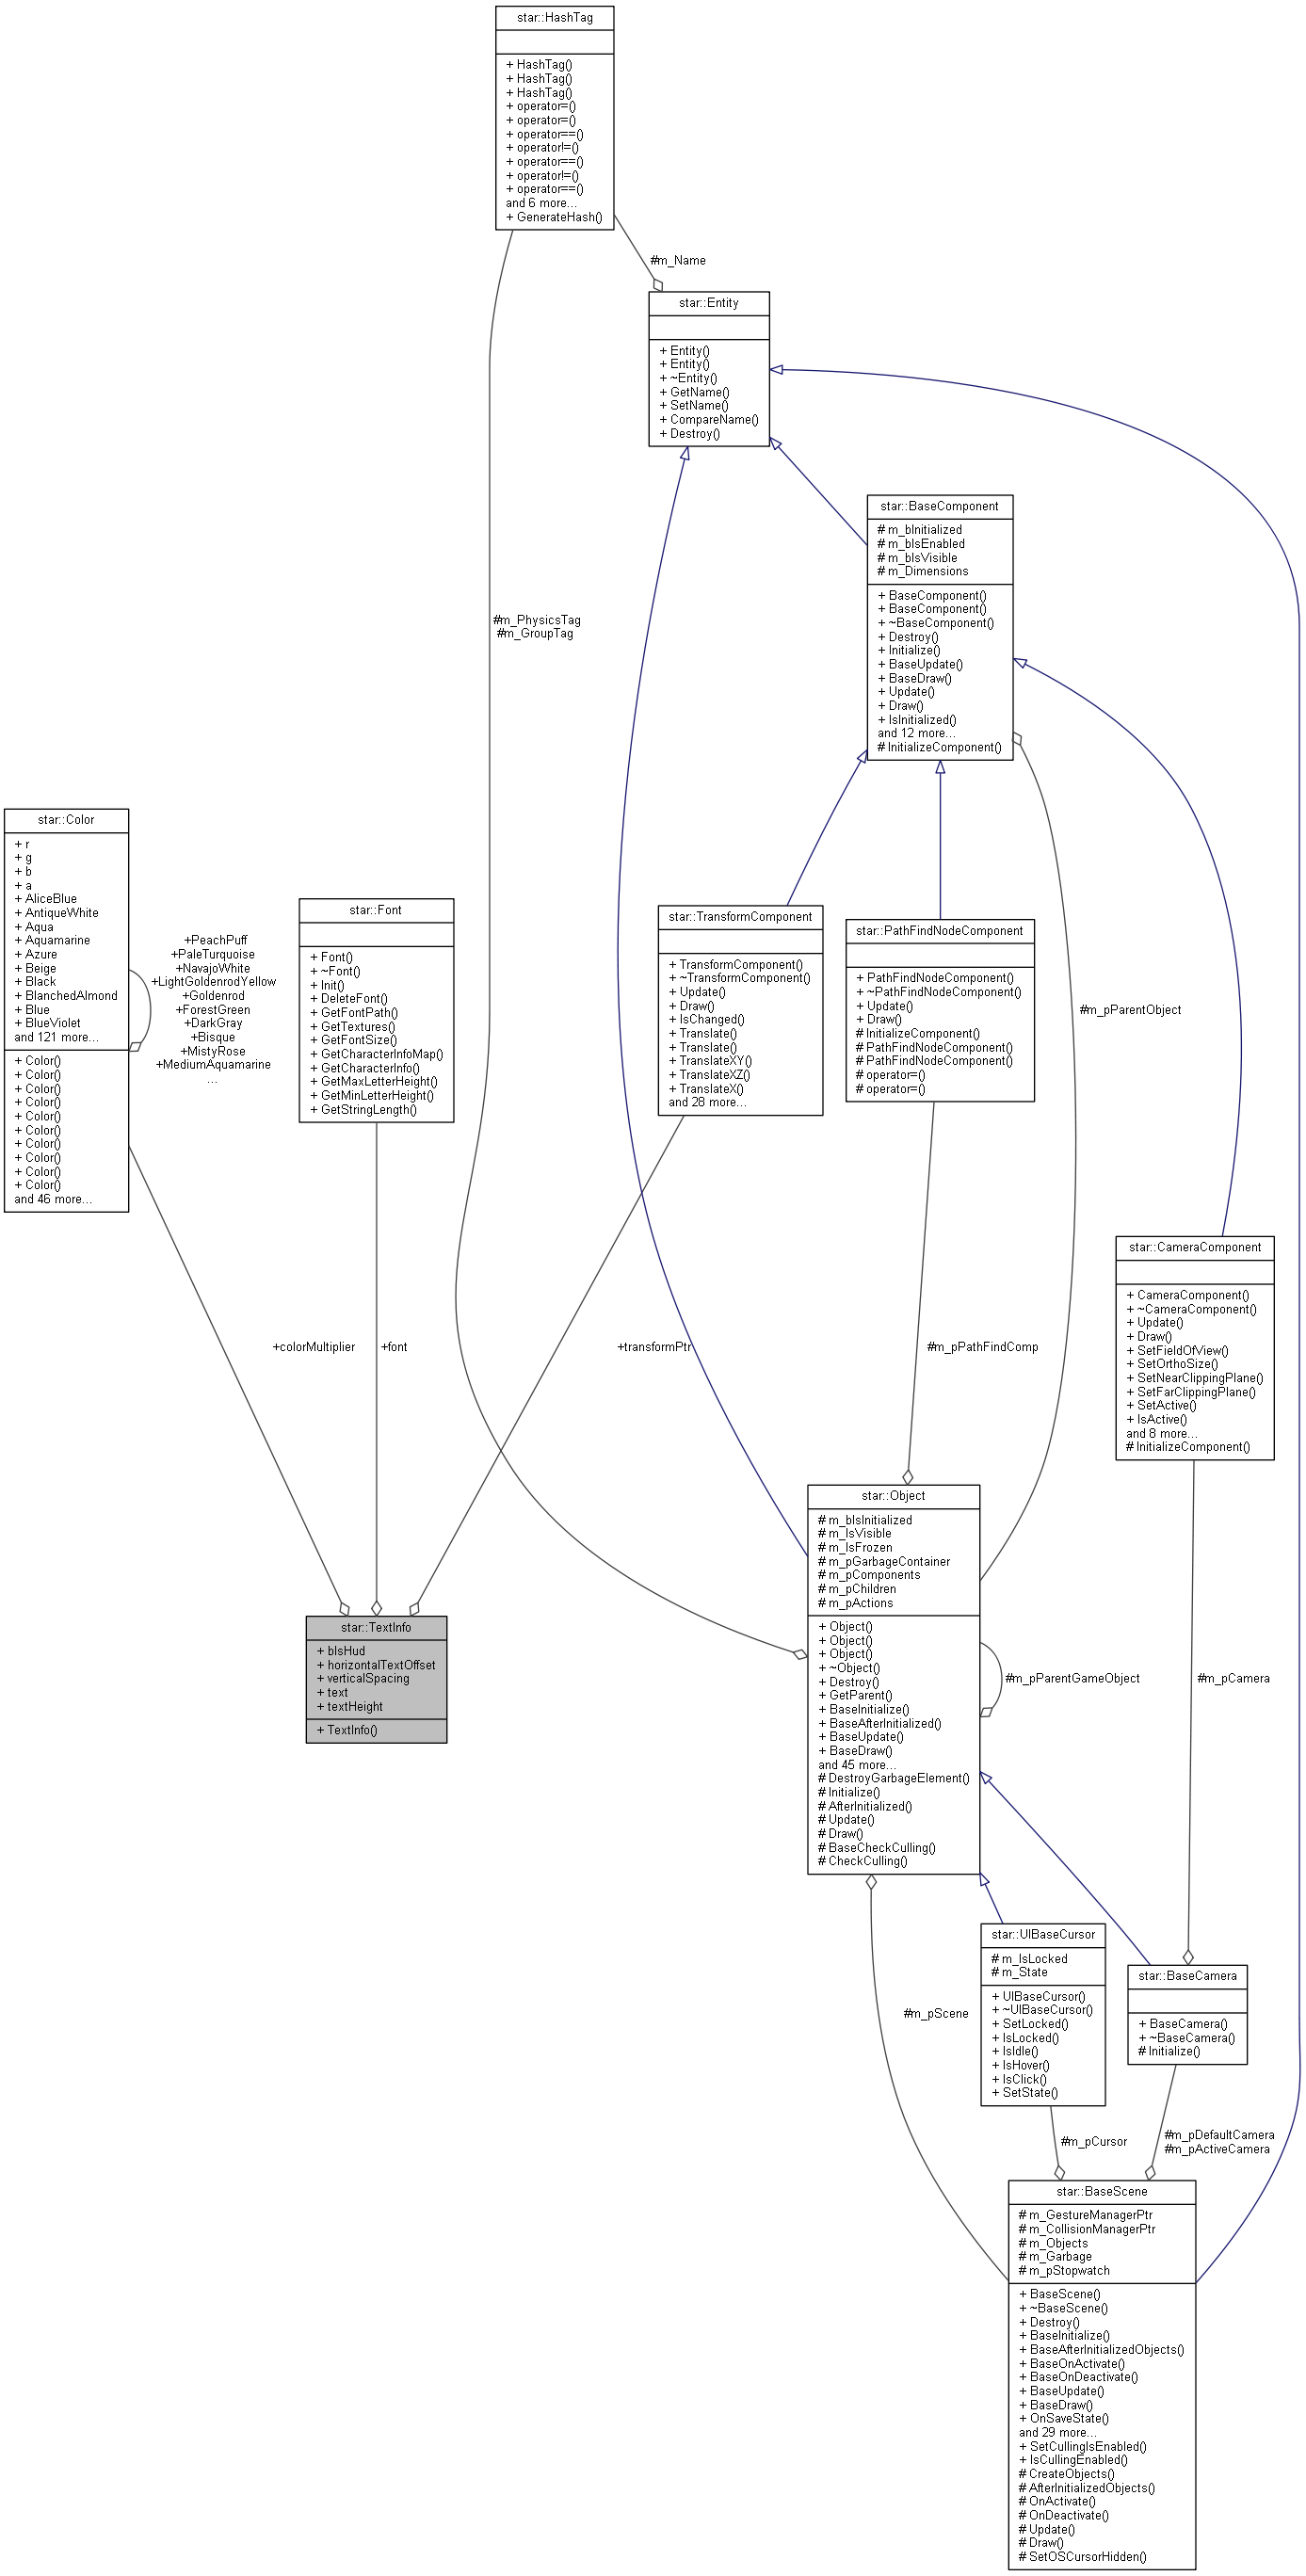 star::HashTag
+ HashTag()
+ HashTag()
+ HashTag()
+ operator=()
+ operator=()
+ operator==()
+ operator!=()
+ operator==()
+ operator!=()
+ operator==()
and 6 more...
+ GenerateHash()
#m_Name
star::Entity
+ Entity()
+ Entity()
+ ~Entity()
+ GetName()
+ SetName()
+ CompareName()
+ Destroy()
star::BaseComponent
# m_bInitialized
# m_bIsEnabled
# m_bIsVisible
# m_Dimensions
+ BaseComponent()
+ BaseComponent()
+ ~BaseComponent()
+ Destroy()
+ Initialize()
+ BaseUpdate()
+ BaseDraw()
+ Update()
+ Draw()
+ IsInitialized()
and 12 more...
# InitializeComponent()
#m_PhysicsTag
#m_GroupTag
star::Color
+ r
+ g
+ b
+ a
+ AliceBlue
+ AntiqueWhite
+ Aqua
+ Aquamarine
+ Azure
+ Beige
+ Black
+ BlanchedAlmond
+ Blue
+ BlueViolet
and 121 more...
+ Color()
+ Color()
+ Color()
+ Color()
+ Color()
+ Color()
+ Color()
+ Color()
+ Color()
+ Color()
and 46 more...
+PeachPuff
+PaleTurquoise
+NavajoWhite
+LightGoldenrodYellow
+Goldenrod
+ForestGreen
+DarkGray
+Bisque
+MistyRose
+MediumAquamarine
...
star::Font
+ Font()
+ ~Font()
+ Init()
+ DeleteFont()
+ GetFontPath()
+ GetTextures()
+ GetFontSize()
+ GetCharacterInfoMap()
+ GetCharacterInfo()
+ GetMaxLetterHeight()
+ GetMinLetterHeight()
+ GetStringLength()
star::TransformComponent
+ TransformComponent()
+ ~TransformComponent()
+ Update()
+ Draw()
+ IsChanged()
+ Translate()
+ Translate()
+ TranslateXY()
+ TranslateXZ()
+ TranslateX()
and 28 more...
star::PathFindNodeComponent
+ PathFindNodeComponent()
+ ~PathFindNodeComponent()
+ Update()
+ Draw()
# InitializeComponent()
# PathFindNodeComponent()
# PathFindNodeComponent()
# operator=()
# operator=()
#m_pParentObject
star::CameraComponent
+ CameraComponent()
+ ~CameraComponent()
+ Update()
+ Draw()
+ SetFieldOfView()
+ SetOrthoSize()
+ SetNearClippingPlane()
+ SetFarClippingPlane()
+ SetActive()
+ IsActive()
and 8 more...
# InitializeComponent()
+colorMultiplier
+font
+transformPtr
#m_pPathFindComp
star::Object
# m_bIsInitialized
# m_IsVisible
# m_IsFrozen
# m_pGarbageContainer
# m_pComponents
# m_pChildren
# m_pActions
+ Object()
+ Object()
+ Object()
+ ~Object()
+ Destroy()
+ GetParent()
+ BaseInitialize()
+ BaseAfterInitialized()
+ BaseUpdate()
+ BaseDraw()
and 45 more...
# DestroyGarbageElement()
# Initialize()
# AfterInitialized()
# Update()
# Draw()
# BaseCheckCulling()
# CheckCulling()
star::TextInfo
+ bIsHud
+ horizontalTextOffset
+ verticalSpacing
+ text
+ textHeight
+ TextInfo()
#m_pParentGameObject
#m_pCamera
star::UIBaseCursor
# m_IsLocked
# m_State
+ UIBaseCursor()
+ ~UIBaseCursor()
+ SetLocked()
+ IsLocked()
+ IsIdle()
+ IsHover()
+ IsClick()
+ SetState()
star::BaseCamera
+ BaseCamera()
+ ~BaseCamera()
# Initialize()
#m_pScene
#m_pCursor
#m_pDefaultCamera
#m_pActiveCamera
star::BaseScene
# m_GestureManagerPtr
# m_CollisionManagerPtr
# m_Objects
# m_Garbage
# m_pStopwatch
+ BaseScene()
+ ~BaseScene()
+ Destroy()
+ BaseInitialize()
+ BaseAfterInitializedObjects()
+ BaseOnActivate()
+ BaseOnDeactivate()
+ BaseUpdate()
+ BaseDraw()
+ OnSaveState()
and 29 more...
+ SetCullingIsEnabled()
+ IsCullingEnabled()
# CreateObjects()
# AfterInitializedObjects()
# OnActivate()
# OnDeactivate()
# Update()
# Draw()
# SetOSCursorHidden()